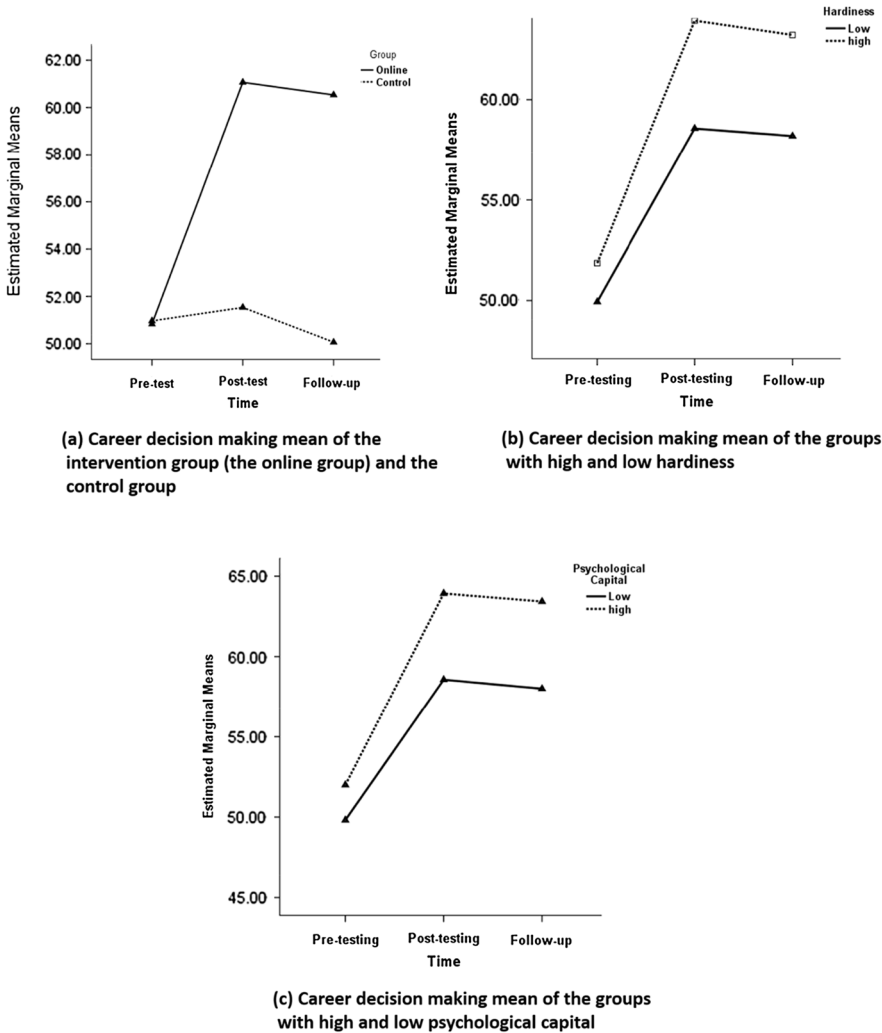 62.00
60.00
58.00
56.00
54.00
52.00
50.00
Estimated Marginal Means
Group
Online
Control
Pre-test
Post-test
Follow-up
Time
(a) Career decision making mean of the
intervention group (the online group) and the
control group
60.00
55.00
50.00
Estimated Marginal Means
Hardiness
Low
high
Pre-testing
Post-testing
Follow-up
Time
(b) Career decision making mean of the groups
with high and low hardiness
65.00
60.00
55.00
50.00
45.00
Estimated Marginal Means
Psychological
Capital
Low
high
Pre-testing
Post-testing
Follow-up
Time
(c) Career decision making mean of the groups
with high and low psychological capital